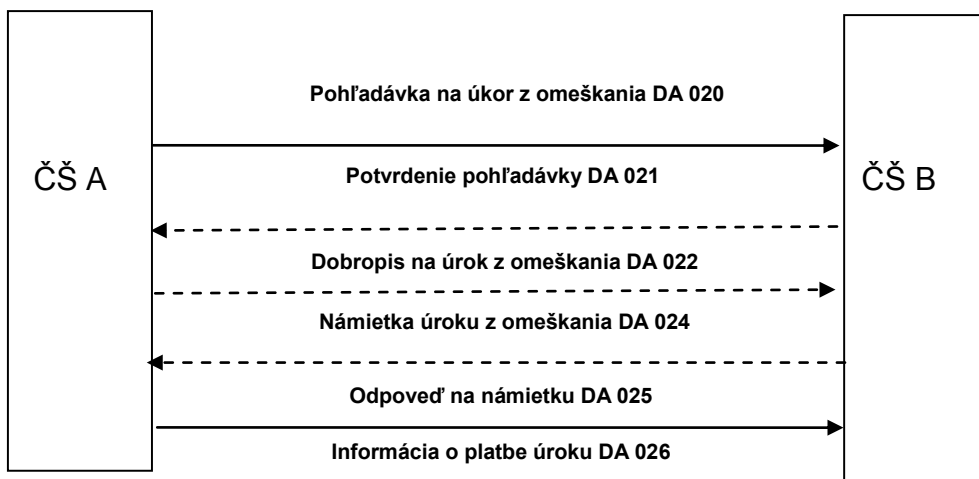 Pohľadávka na úkor z omeškania DA 020
ČŠ A
Potvrdenie pohľadávky DA 021
ČŠ B
Dobropis na úrok z omeškania DA 022
Námietka úroku z omeškania DA 024
Odpoveď na námietku DA 025
Informácia o platbe úroku DA 026